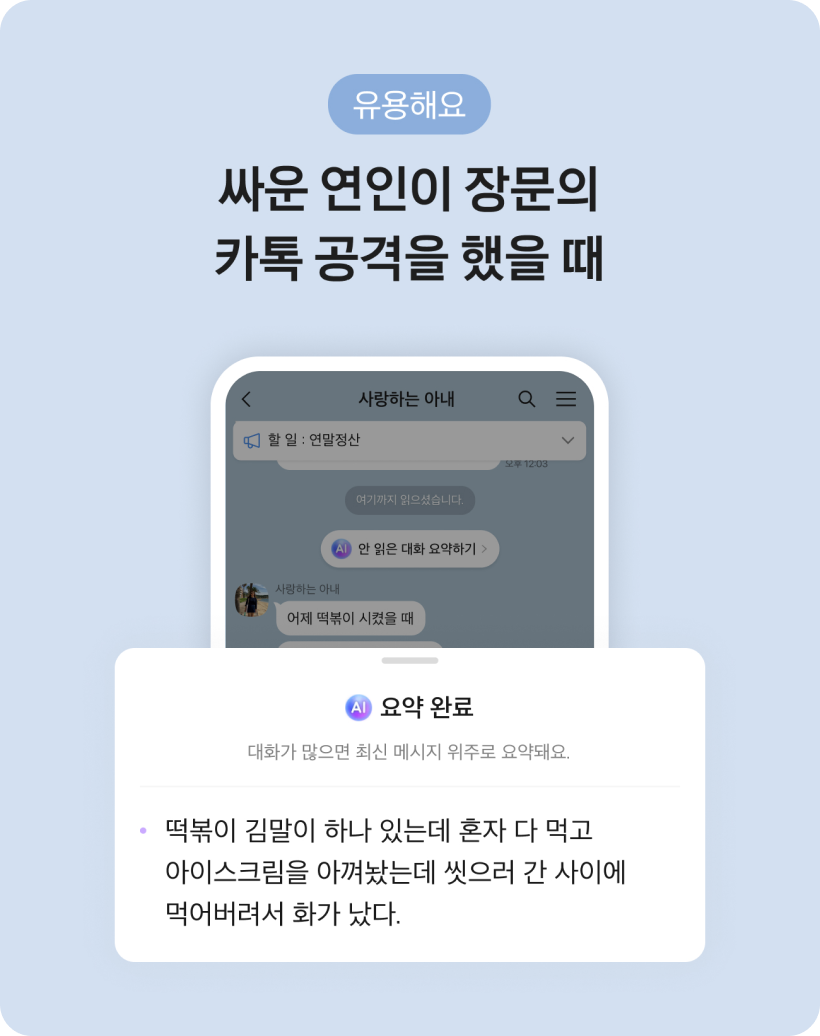 유용해요
싸운 연인이 장문의
카톡 공격을 했을 때
사랑하는 아내
할 일 : 연말정산
오후 12:03
여기까지 읽으셨습니다.
AI 안 읽은 대화 요약하기
사랑하는 아내
어제 떡볶이 시켰을 때
AI 요약 완료
대화가 많으면 최신 메시지 위주로 요약돼요.
떡볶이 김말이 하나 있는데 혼자 다 먹고
아이스크림을 아껴놨는데 씻으러 간 사이에
먹어버려서 화가 났다.